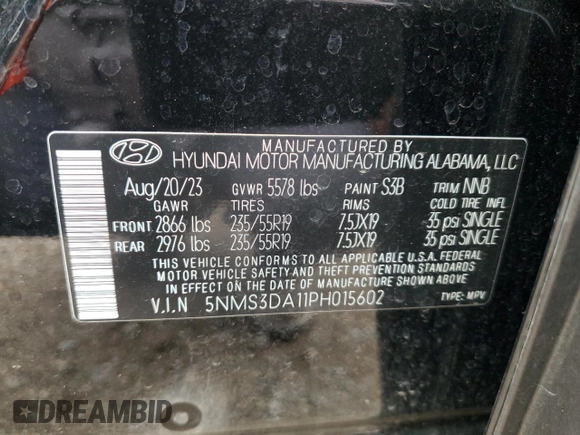 MANUFACTURED BY
HYUNDAI MOTOR MANUFACTURING ALABAMA, LLC
Aug/20/23 GVWR 5578 lbs PAINT S3B TRIM NNB
GAWR TIRES RIMS COLD TIRE INFL
FRONT 2866 lbs 235/55R19 7.5JX19 35 psi SINGLE
REAR 2976 lbs 235/55R19 7.5JX19 35 psi SINGLE
THIS VEHICLE CONFORMS TO ALL APPLICABLE U.S.A. FEDERAL
MOTOR VEHICLE SAFETY AND THEFT PREVENTION STANDARDS
IN EFFECT ON THE DATE OF MANUFACTURE SHOWN ABOVE
V.I.N 5NMS3DA11PH015602 TYPE: MPV
DREAMBID